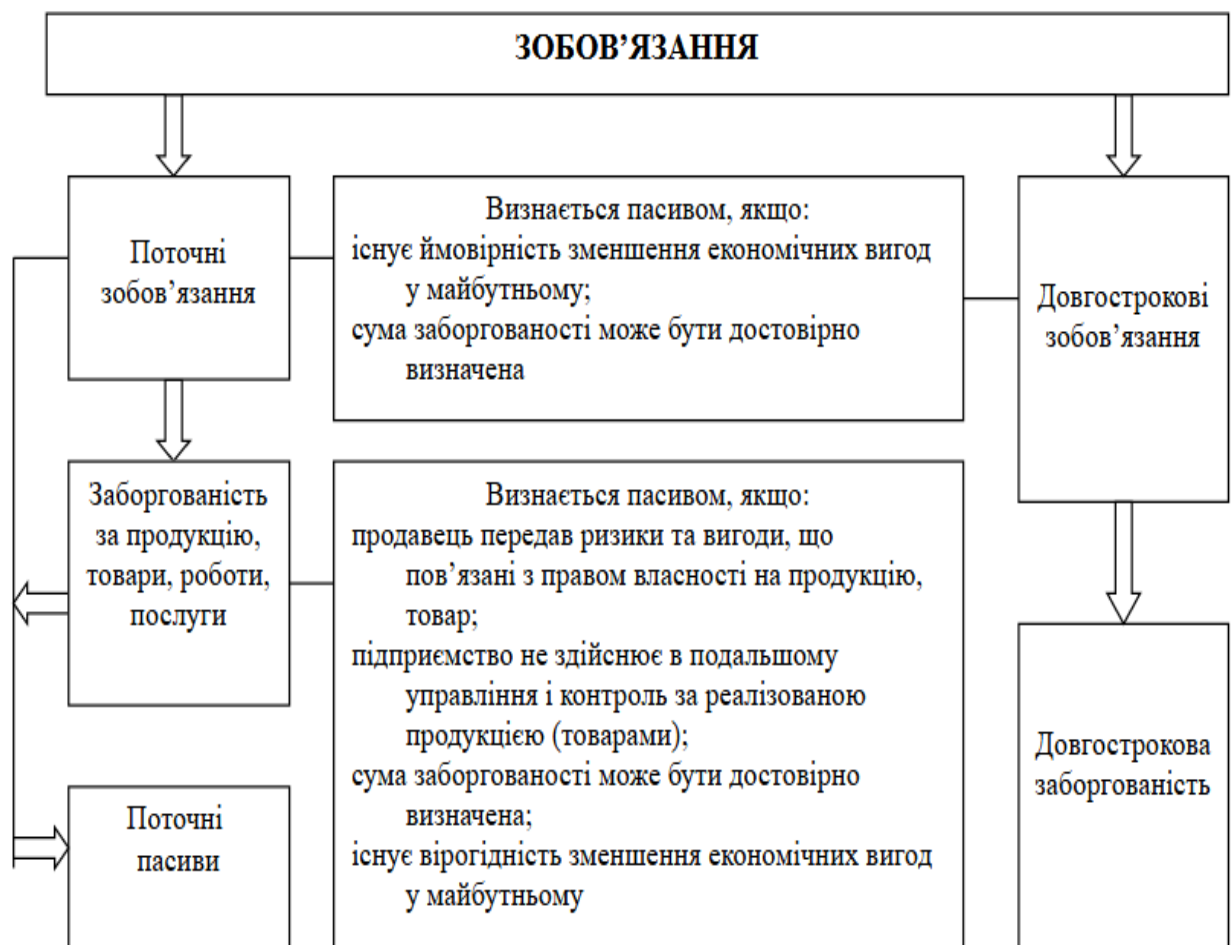 ЗОБОВ’ЯЗАННЯ
Поточні
зобов’язання
Визнається пасивом, якщо:
існує ймовірність зменшення економічних вигод
у майбутньому;
сума заборгованості може бути достовірно
визначена
Довгострокові
зобов’язання
Заборгованість
за продукцію,
товари, роботи,
послуги
Визнається пасивом, якщо:
продавець передав ризики та вигоди, що
пов’язані з правом власності на продукцію,
товар;
підприємство не здійснює в подальшому
управління і контроль за реалізованою
продукцією (товарами);
сума заборгованості може бути достовірно
визначена;
існує вірогідність зменшення економічних вигод
у майбутньому
Довгострокова
заборгованість
Поточні
пасиви